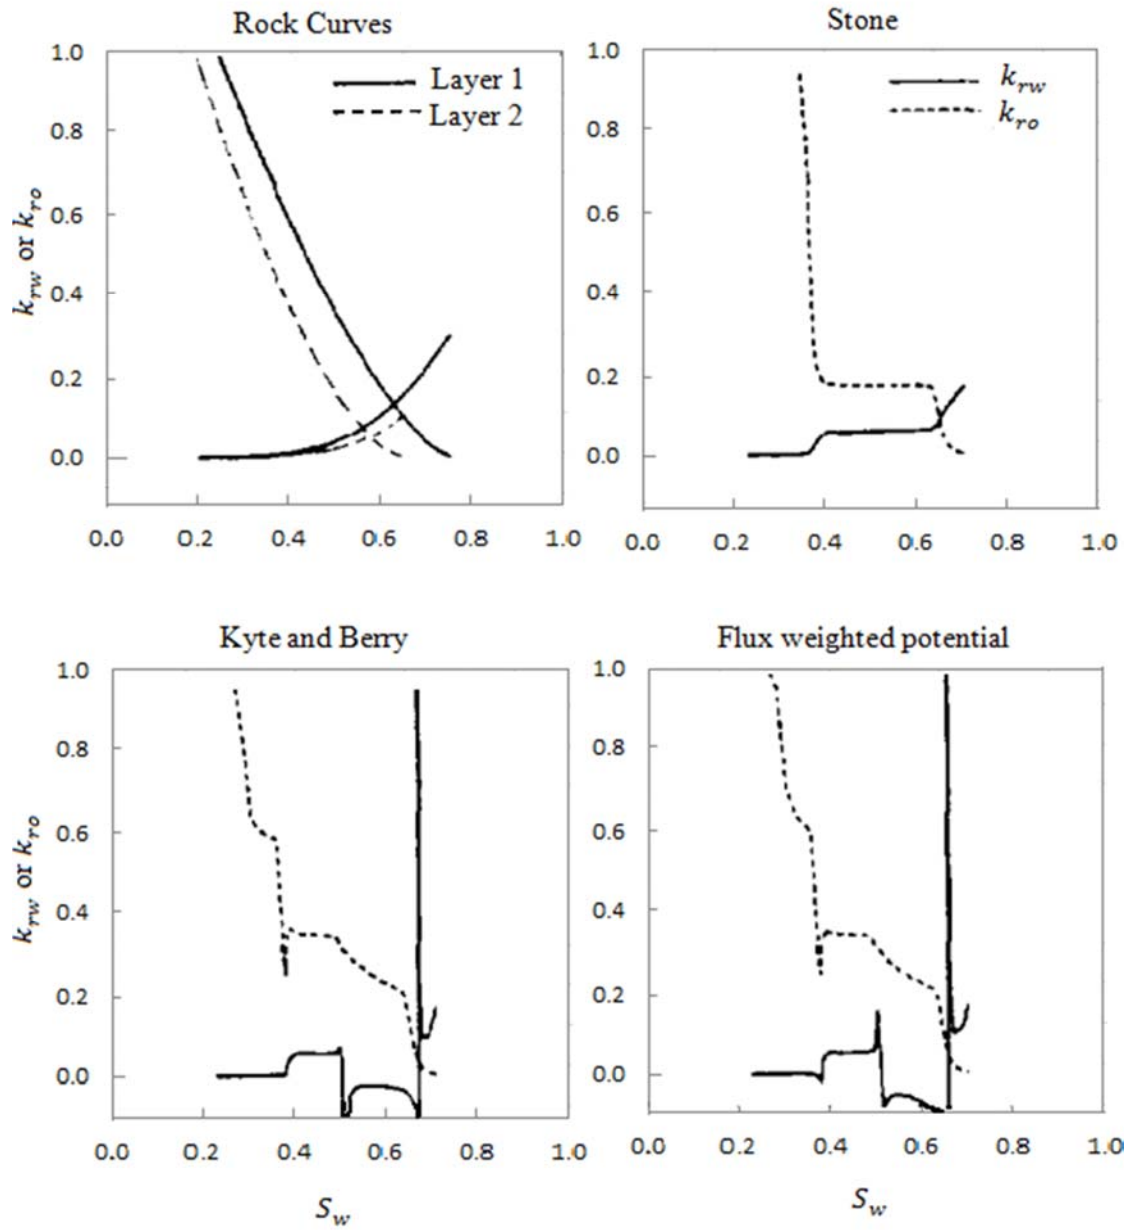 Rock Curves
1.0
0.8
0.6
0.4
0.2
0.0
k_rw or k_ro
Layer 1
Layer 2
0.0 0.2 0.4 0.6 0.8 1.0
Stone
1.0
0.8
0.6
0.4
0.2
0.0
k_rw
k_ro
0.0 0.2 0.4 0.6 0.8 1.0
Kyte and Berry
1.0
0.8
0.6
0.4
0.2
0.0
k_rw or k_ro
0.0 0.2 0.4 0.6 0.8 1.0
S_w
Flux weighted potential
1.0
0.8
0.6
0.4
0.2
0.0
0.0 0.2 0.4 0.6 0.8 1.0
S_w